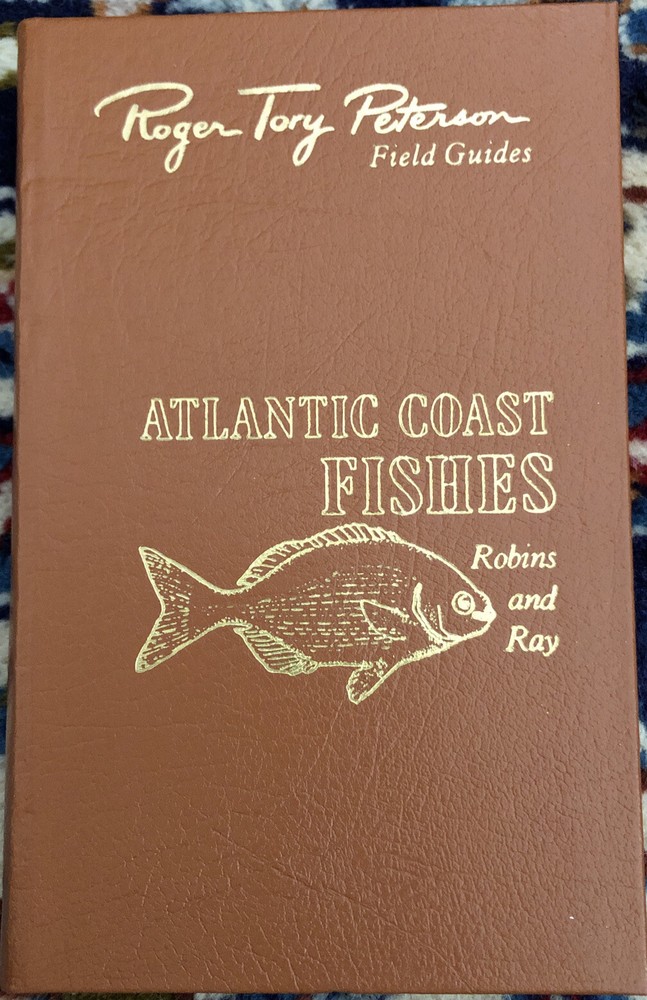 Roger Tory Peterson
Field Guides
ATLANTIC COAST
FISHES
Robins
and
Ray